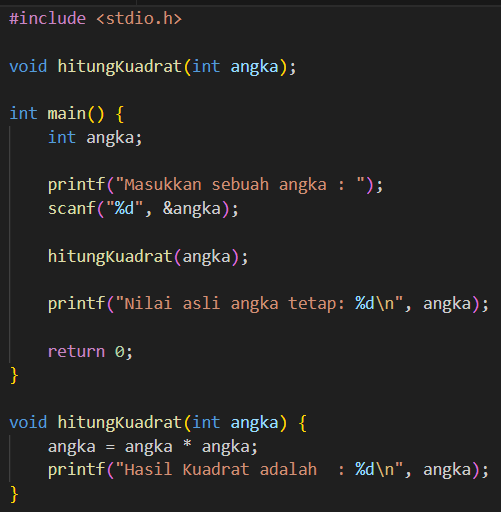 #include <stdio.h>

void hitungKuadrat(int angka);

int main() {
    int angka;

    printf("Masukkan sebuah angka : ");
    scanf("%d", &angka);

    hitungKuadrat(angka);

    printf("Nilai asli angka tetap: %d\n", angka);

    return 0;
}

void hitungKuadrat(int angka) {
    angka = angka * angka;
    printf("Hasil Kuadrat adalah  : %d\n", angka);
}